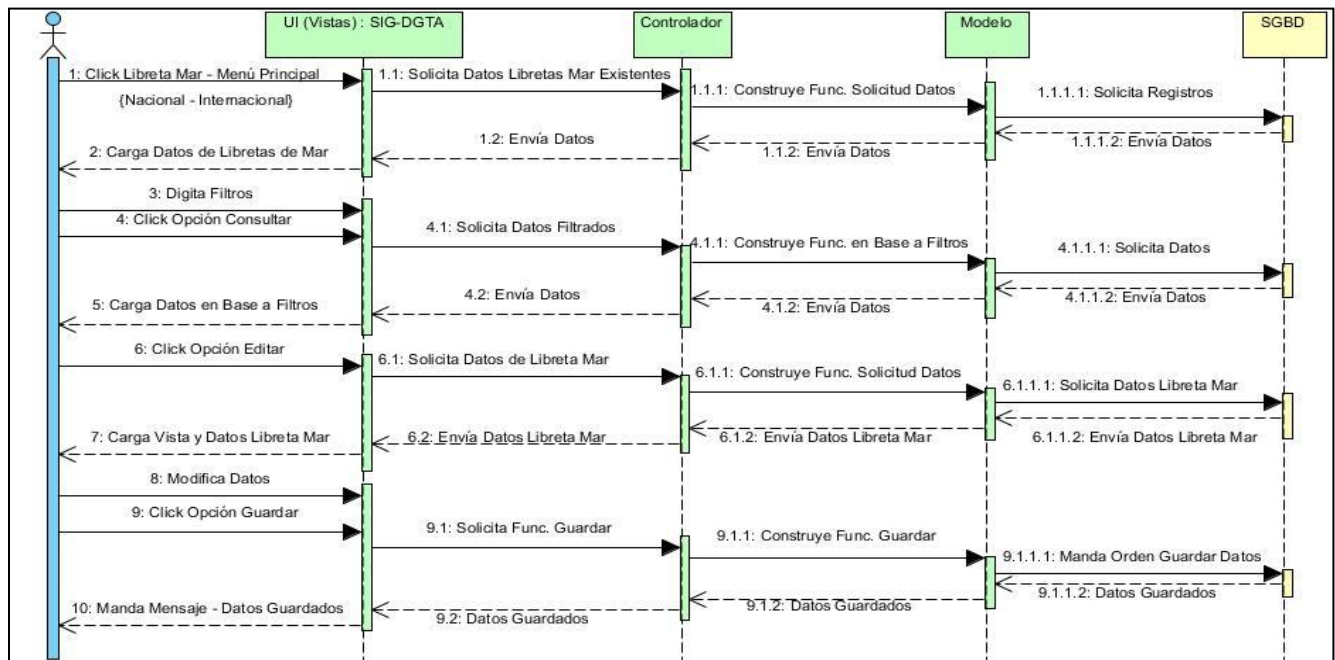 UI (Vistas) : SIG-DGTA
Controlador
Modelo
SGBD
1: Click Libreta Mar - Menú Principal
{Nacional - Internacional}
1.1: Solicita Datos Libretas Mar Existentes
1.1.1: Construye Func. Solicitud Datos
1.1.1.1: Solicita Registros
1.1.1.2: Envía Datos
1.1.2: Envía Datos
1.2: Envía Datos
2: Carga Datos de Libretas de Mar
3: Digita Filtros
4: Click Opción Consultar
4.1: Solicita Datos Filtrados
4.1.1: Construye Func. en Base a Filtros
4.1.1.1: Solicita Datos
4.1.1.2: Envía Datos
4.1.2: Envía Datos
4.2: Envía Datos
5: Carga Datos en Base a Filtros
6: Click Opción Editar
6.1: Solicita Datos de Libreta Mar
6.1.1: Construye Func. Solicitud Datos
6.1.1.1: Solicita Datos Libreta Mar
6.1.1.2: Envía Datos Libreta Mar
6.1.2: Envía Datos Libreta Mar
6.2: Envía Datos Libreta Mar
7: Carga Vista y Datos Libreta Mar
8: Modifica Datos
9: Click Opción Guardar
9.1: Solicita Func. Guardar
9.1.1: Construye Func. Guardar
9.1.1.1: Manda Orden Guardar Datos
9.1.1.2: Datos Guardados
9.1.2: Datos Guardados
9.2: Datos Guardados
10: Manda Mensaje - Datos Guardados